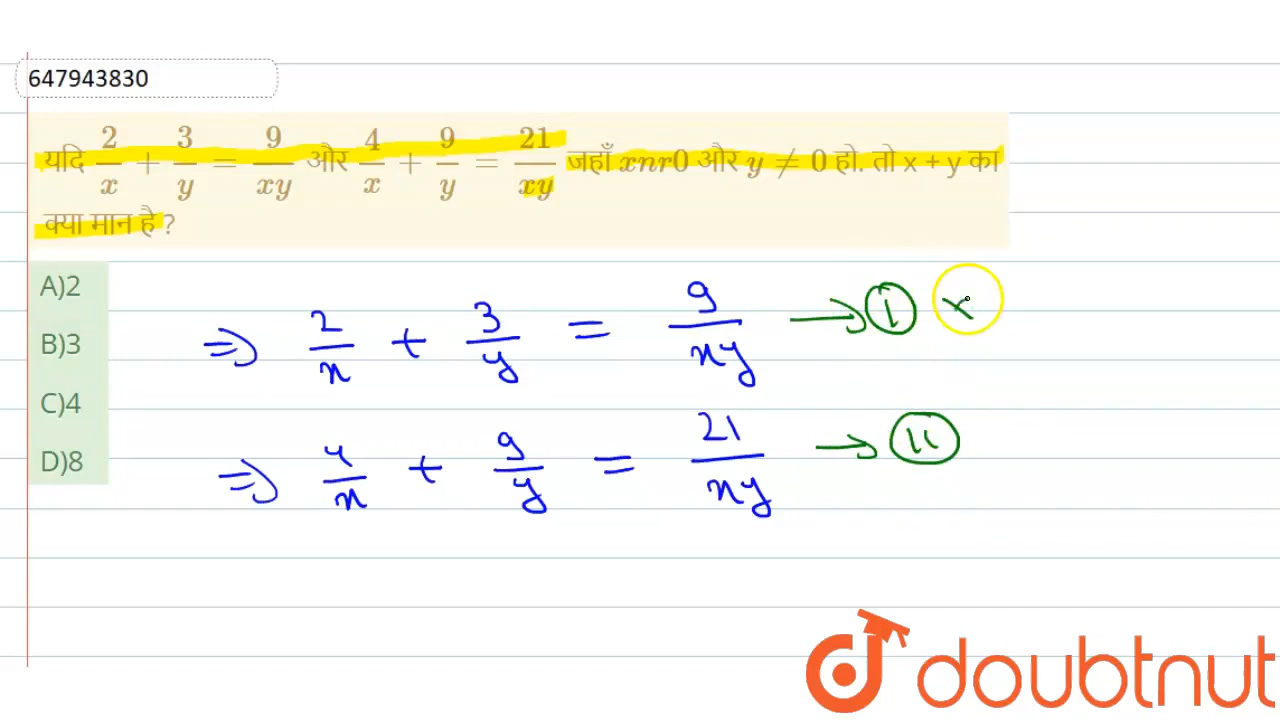 647943830
यदि 2/x + 3/y = 9/xy और 4/x + 9/y = 21/xy जहाँ xnr0 और y ≠ 0 हो. तो x + y का
क्या मान है ?
A)2
B)3
C)4
D)8
⇒ 2/x + 3/y = 9/xy → I ×
⇒ 4/x + 9/y = 21/xy → II
doubtnut